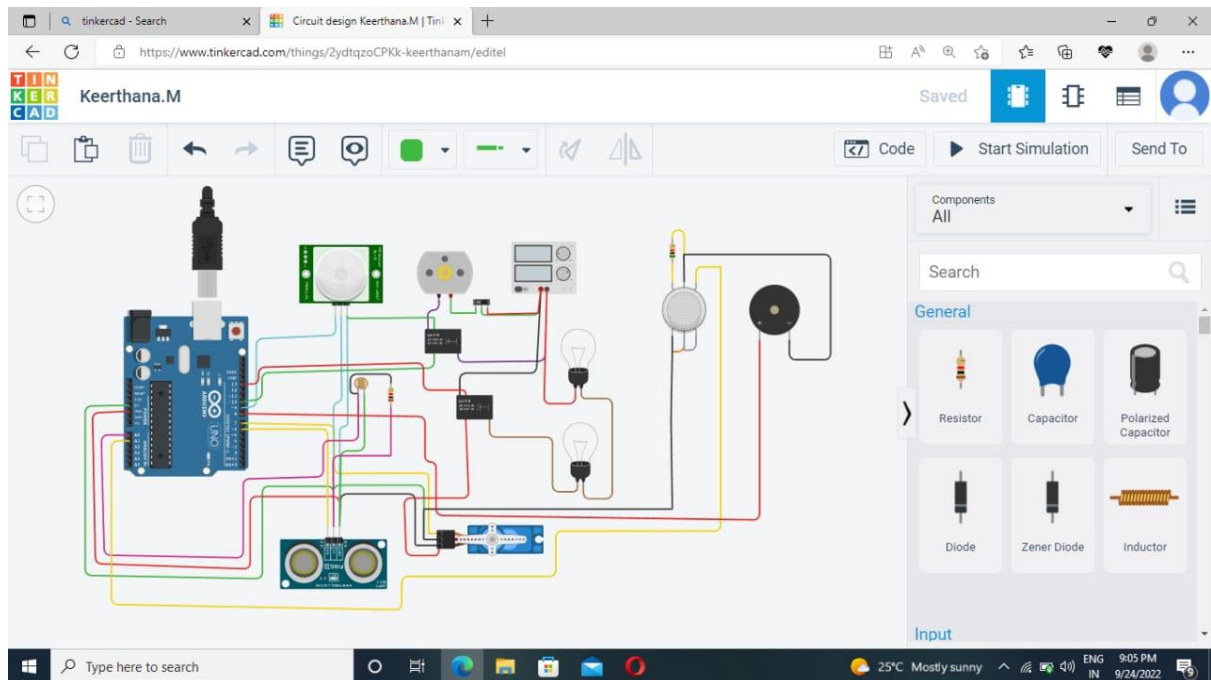 tinkercad - Search
Circuit design Keerthana.M | Tink
https://www.tinkercad.com/things/2ydtqzoCPKk-keerthanam/editel
TIN
KER
CAD
Keerthana.M
Saved
Code
Start Simulation
Send To
Components
All
Search
General
Resistor
Capacitor
Polarized
Capacitor
Diode
Zener Diode
Inductor
Input
ARDUINO
UNO
Type here to search
25°C Mostly sunny
ENG
IN
9:05 PM
9/24/2022